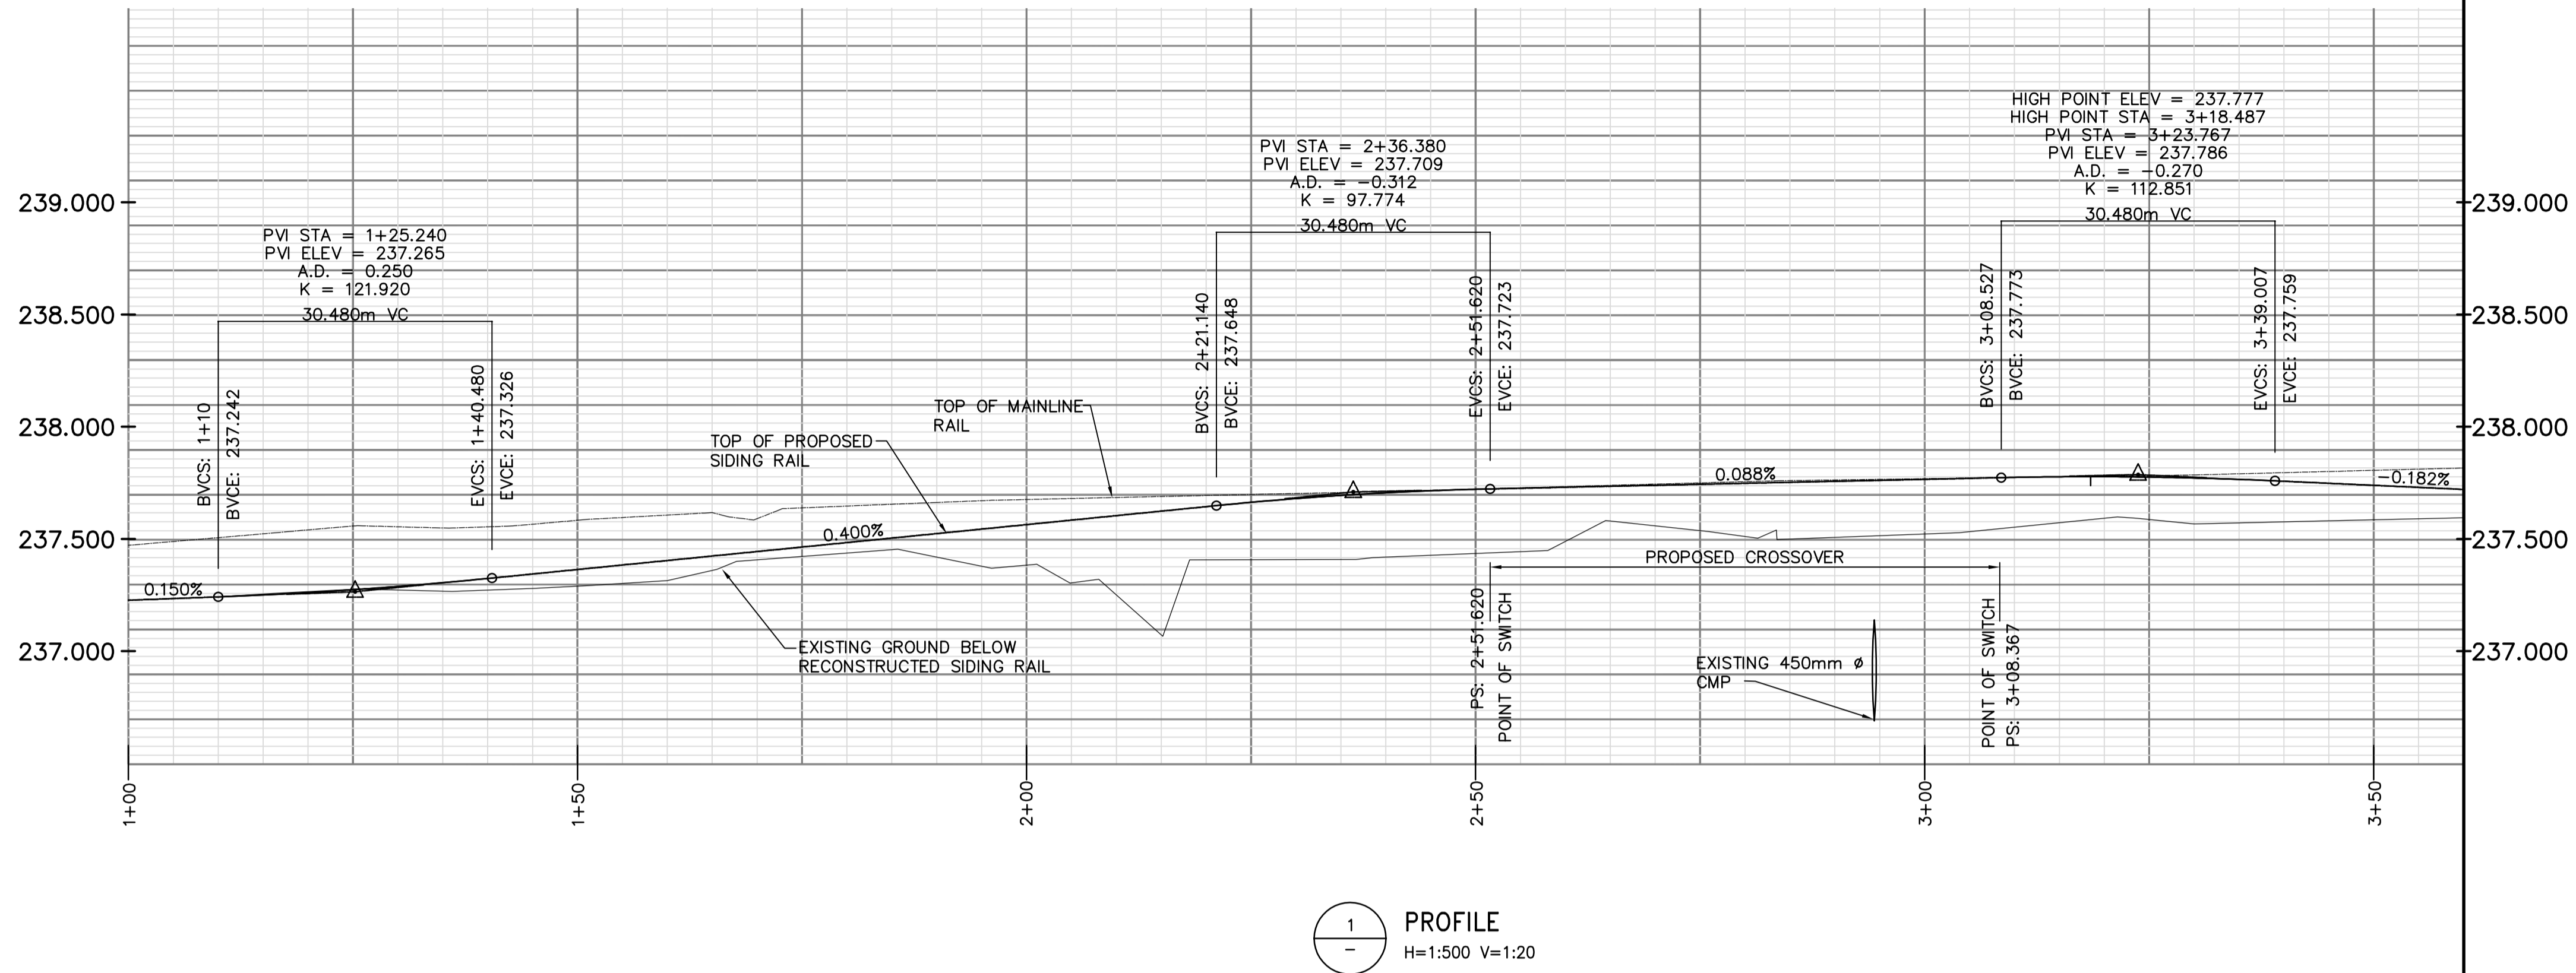 HIGH POINT ELEV = 237.777
HIGH POINT STA = 3+18.487
PVI STA = 3+23.767
PVI ELEV = 237.786
A.D. = -0.270
K = 112.851
30.480m VC
PVI STA = 2+36.380
PVI ELEV = 237.709
A.D. = -0.312
K = 97.774
30.480m VC
PVI STA = 1+25.240
PVI ELEV = 237.265
A.D. = 0.250
K = 121.920
30.480m VC
239.000
238.500
238.000
237.500
237.000
239.000
238.500
238.000
237.500
237.000
BVCS: 1+10
BVCE: 237.242
EVCS: 1+40.480
EVCE: 237.326
BVCS: 2+21.140
BVCE: 237.648
EVCS: 2+51.620
EVCE: 237.723
BVCS: 3+08.527
BVCE: 237.773
EVCS: 3+39.007
EVCE: 237.759
TOP OF MAINLINE
RAIL
TOP OF PROPOSED
SIDING RAIL
0.150%
0.400%
0.088%
-0.182%
PROPOSED CROSSOVER
EXISTING GROUND BELOW
RECONSTRUCTED SIDING RAIL
PS: 2+51.620
POINT OF SWITCH
EXISTING 450mm ø
CMP
POINT OF SWITCH
PS: 3+08.367
1+00
1+50
2+00
2+50
3+00
3+50
1
-
PROFILE
H=1:500 V=1:20